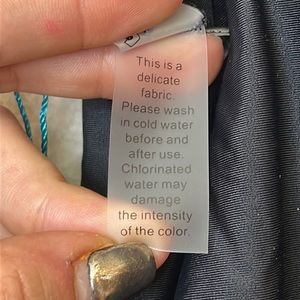 This is a
delicate
fabric.
Please wash
in cold water
before and
after use.
Chlorinated
water may
damage
the intensity
of the color.